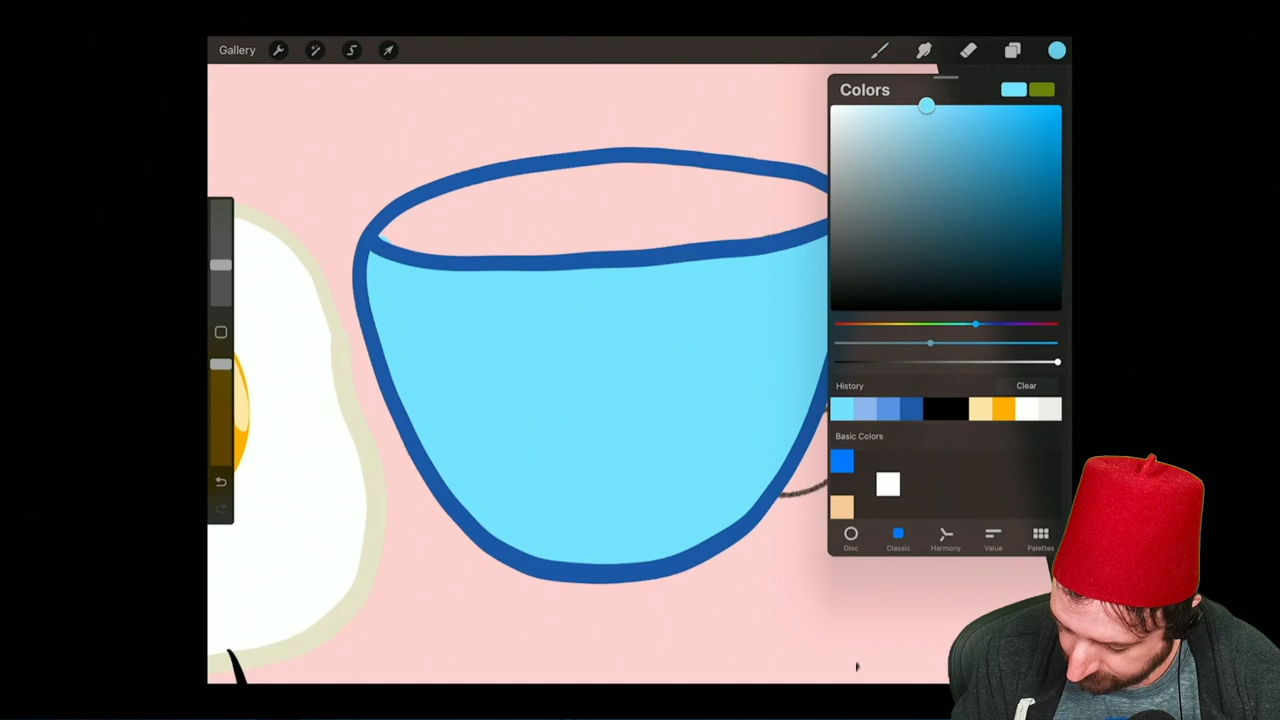 Gallery
Colors
History
Clear
Basic Colors
Disc
Classic
Harmony
Value
Palettes